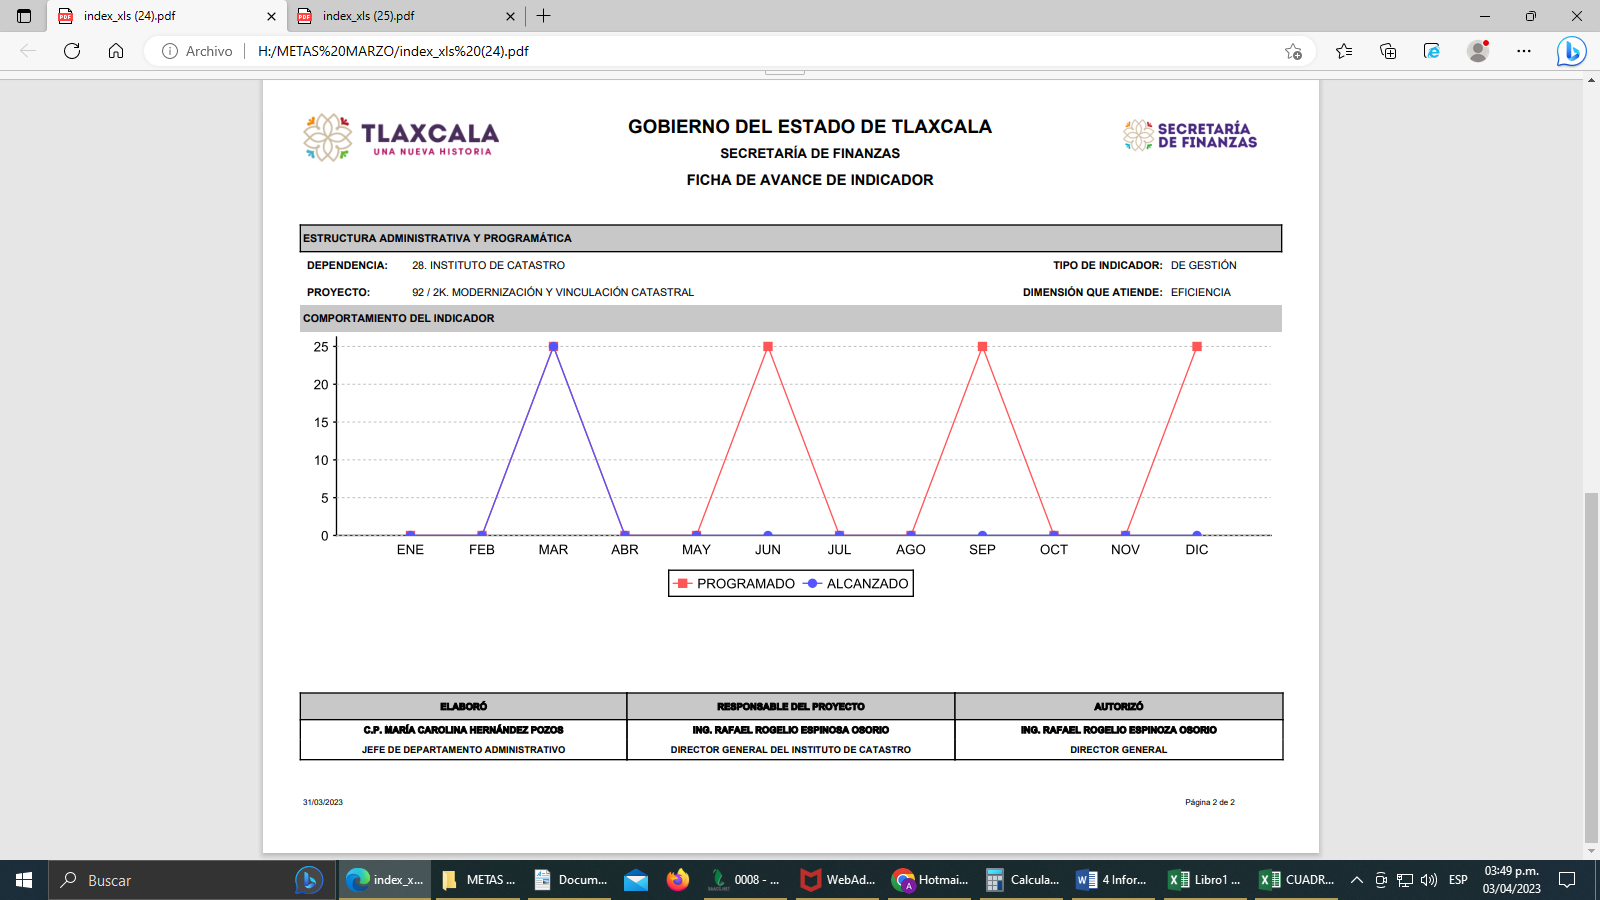 index_xls (24).pdf
index_xls (25).pdf
Archivo
H:/METAS%20MARZO/index_xls%20(24).pdf
TLAXCALA
UNA NUEVA HISTORIA
GOBIERNO DEL ESTADO DE TLAXCALA
SECRETARÍA DE FINANZAS
FICHA DE AVANCE DE INDICADOR
SECRETARÍA
DE FINANZAS
ESTRUCTURA ADMINISTRATIVA Y PROGRAMÁTICA
DEPENDENCIA: 28. INSTITUTO DE CATASTRO TIPO DE INDICADOR: DE GESTIÓN
PROYECTO: 92 / 2K. MODERNIZACIÓN Y VINCULACIÓN CATASTRAL DIMENSIÓN QUE ATIENDE: EFICIENCIA
COMPORTAMIENTO DEL INDICADOR
25
20
15
10
5
0
ENE FEB MAR ABR MAY JUN JUL AGO SEP OCT NOV DIC
PROGRAMADO ALCANZADO
ELABORÓ RESPONSABLE DEL PROYECTO AUTORIZÓ
C.P. MARÍA CAROLINA HERNÁNDEZ POZOS ING. RAFAEL ROGELIO ESPINOSA OSORIO ING. RAFAEL ROGELIO ESPINOZA OSORIO
JEFE DE DEPARTAMENTO ADMINISTRATIVO DIRECTOR GENERAL DEL INSTITUTO DE CATASTRO DIRECTOR GENERAL
31/03/2023 Página 2 de 2
Buscar
index_x...
METAS ...
Docum...
0008 - ...
WebAd...
Hotmai...
Calcula...
4 Infor...
Libro1 ...
CUADR...
ESP
03:49 p.m.
03/04/2023